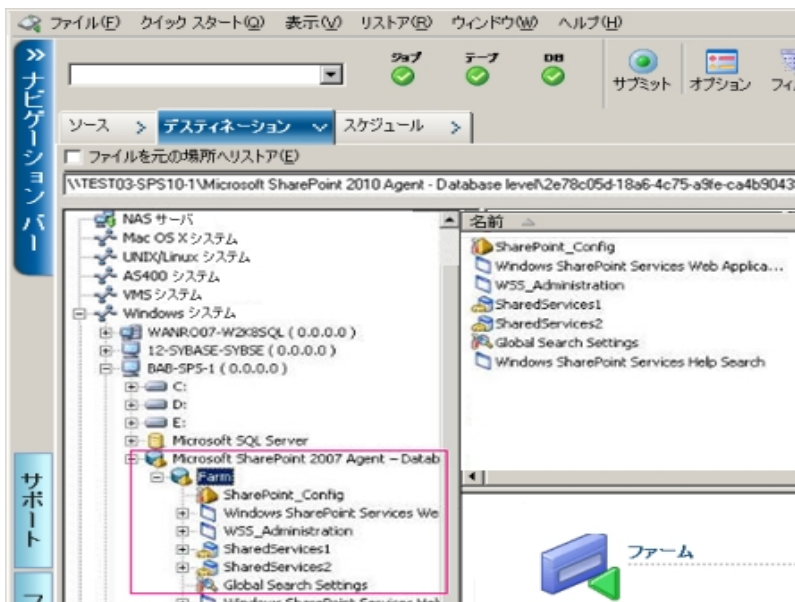 ファイル(F) クイック スタート(Q) 表示(V) リストア(R) ウィンドウ(W) ヘルプ(H)
ジョブ テープ DB
サブミット オプション フィ
ナビゲーション バー
ソース デスティネーション スケジュール
ファイルを元の場所へリストア(E)
\\TEST03-SPS10-1\Microsoft SharePoint 2010 Agent - Database level\2e78c05d-18a6-4c75-a9fe-ca4b9043
NAS サーバ
Mac OS X システム
UNIX/Linux システム
AS400 システム
VMS システム
Windows システム
WANRO07-W2K8SQL ( 0.0.0.0 )
12-SYBASE-SYBSE ( 0.0.0.0 )
BAB-SPS-1 ( 0.0.0.0 )
C:
D:
E:
Microsoft SQL Server
Microsoft SharePoint 2007 Agent – Datab
Farm
SharePoint_Config
Windows SharePoint Services We
WSS_Administration
SharedServices1
SharedServices2
Global Search Settings
名前
SharePoint_Config
Windows SharePoint Services Web Applica...
WSS_Administration
SharedServices1
SharedServices2
Global Search Settings
Windows SharePoint Services Help Search
ファーム
サポート